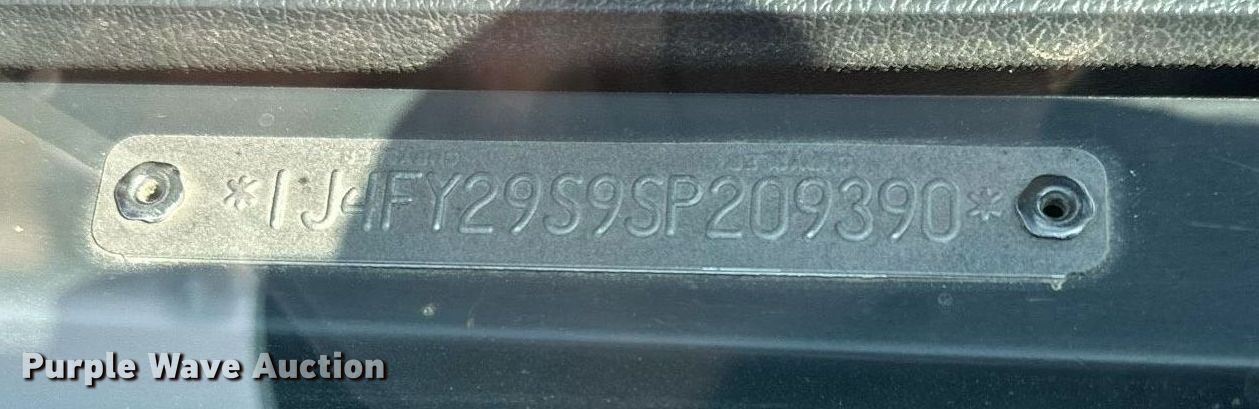 *1J4FY29S9SP209390*
Purple Wave Auction